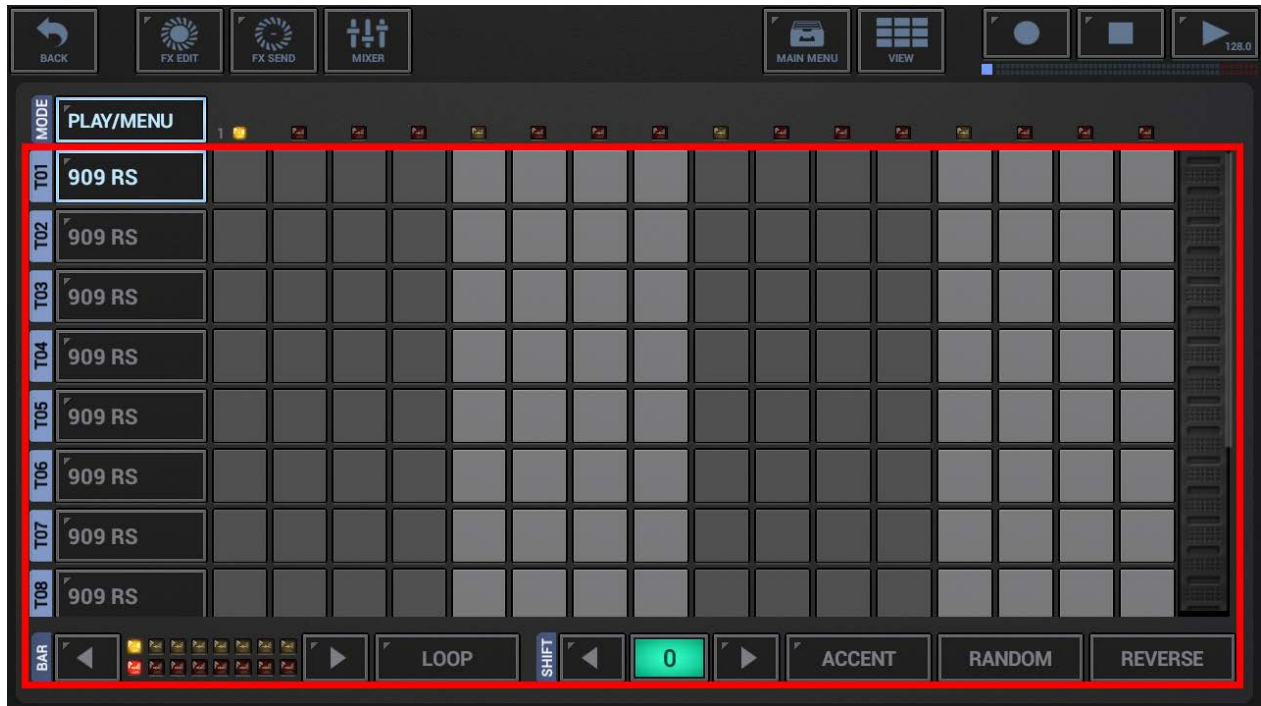 BACK FX EDIT FX SEND MIXER MAIN MENU VIEW 128.0
MODE PLAY/MENU 1
T01 909 RS
T02 909 RS
T03 909 RS
T04 909 RS
T05 909 RS
T06 909 RS
T07 909 RS
T08 909 RS
BAR LOOP SHIFT 0 ACCENT RANDOM REVERSE